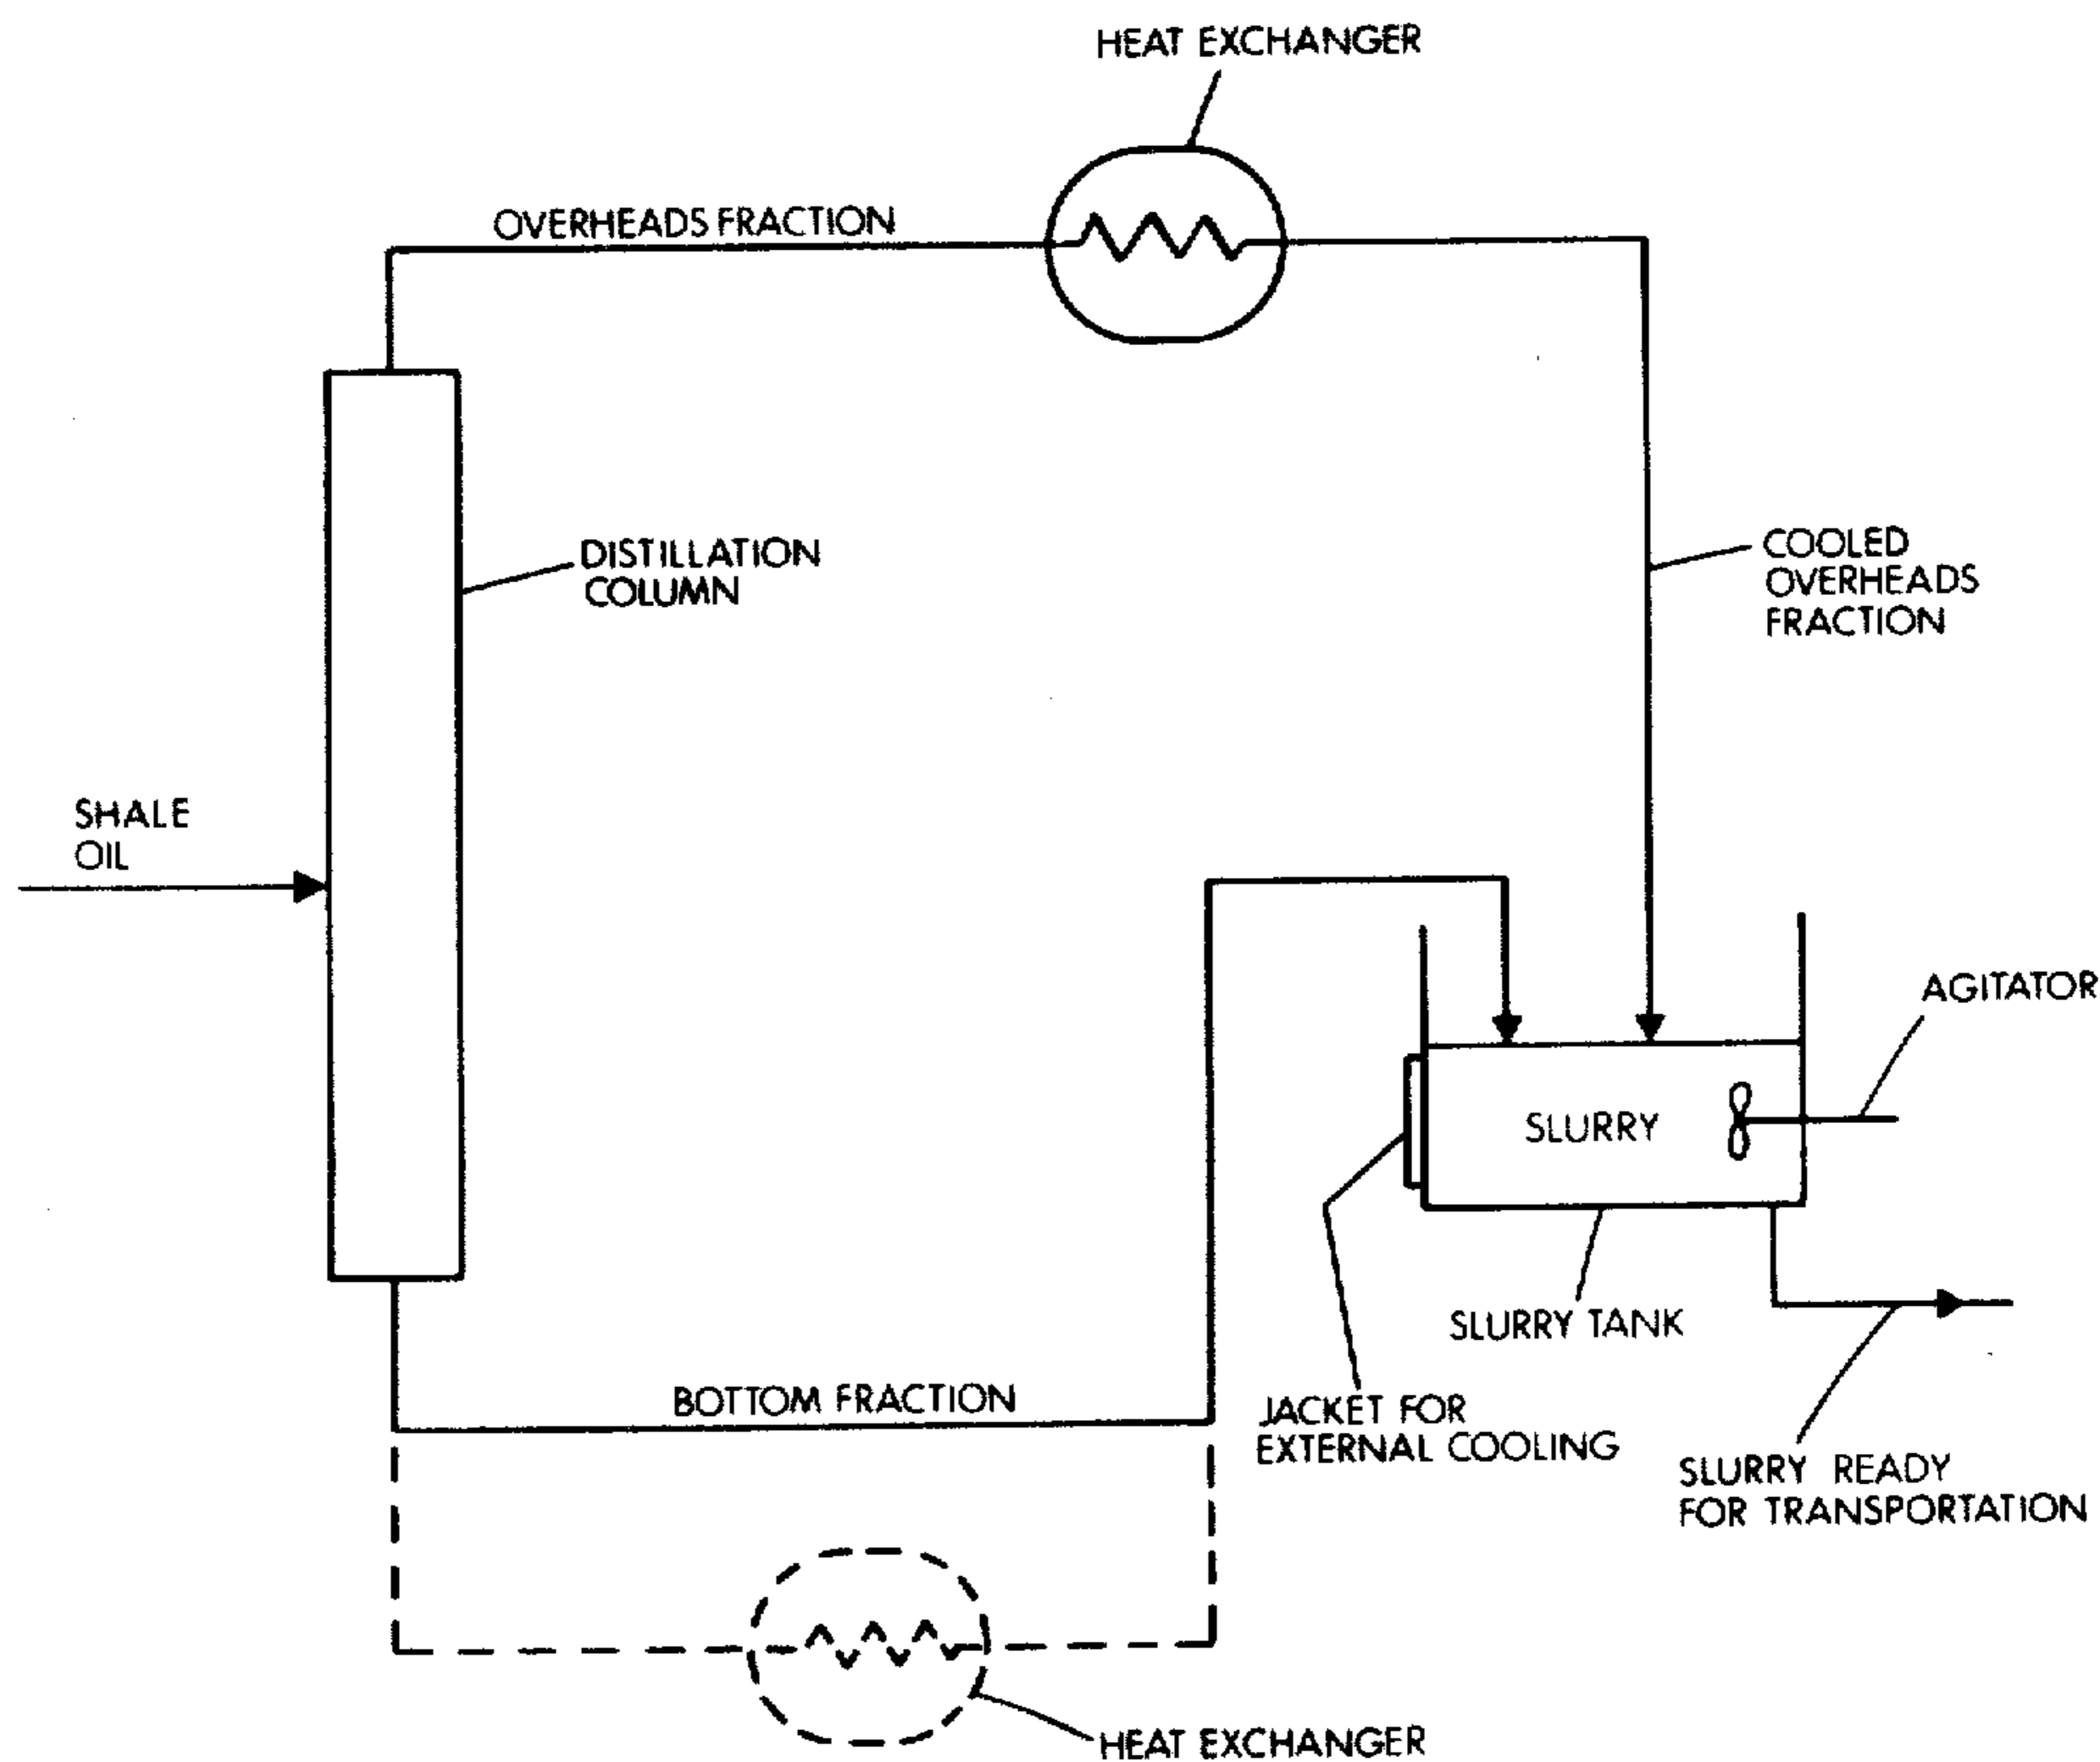 HEAT EXCHANGER
OVERHEADS FRACTION
DISTILLATION
COLUMN
COOLED
OVERHEADS
FRACTION
SHALE
OIL
AGITATOR
SLURRY
SLURRY TANK
JACKET FOR
EXTERNAL COOLING
BOTTOM FRACTION
SLURRY READY
FOR TRANSPORTATION
HEAT EXCHANGER